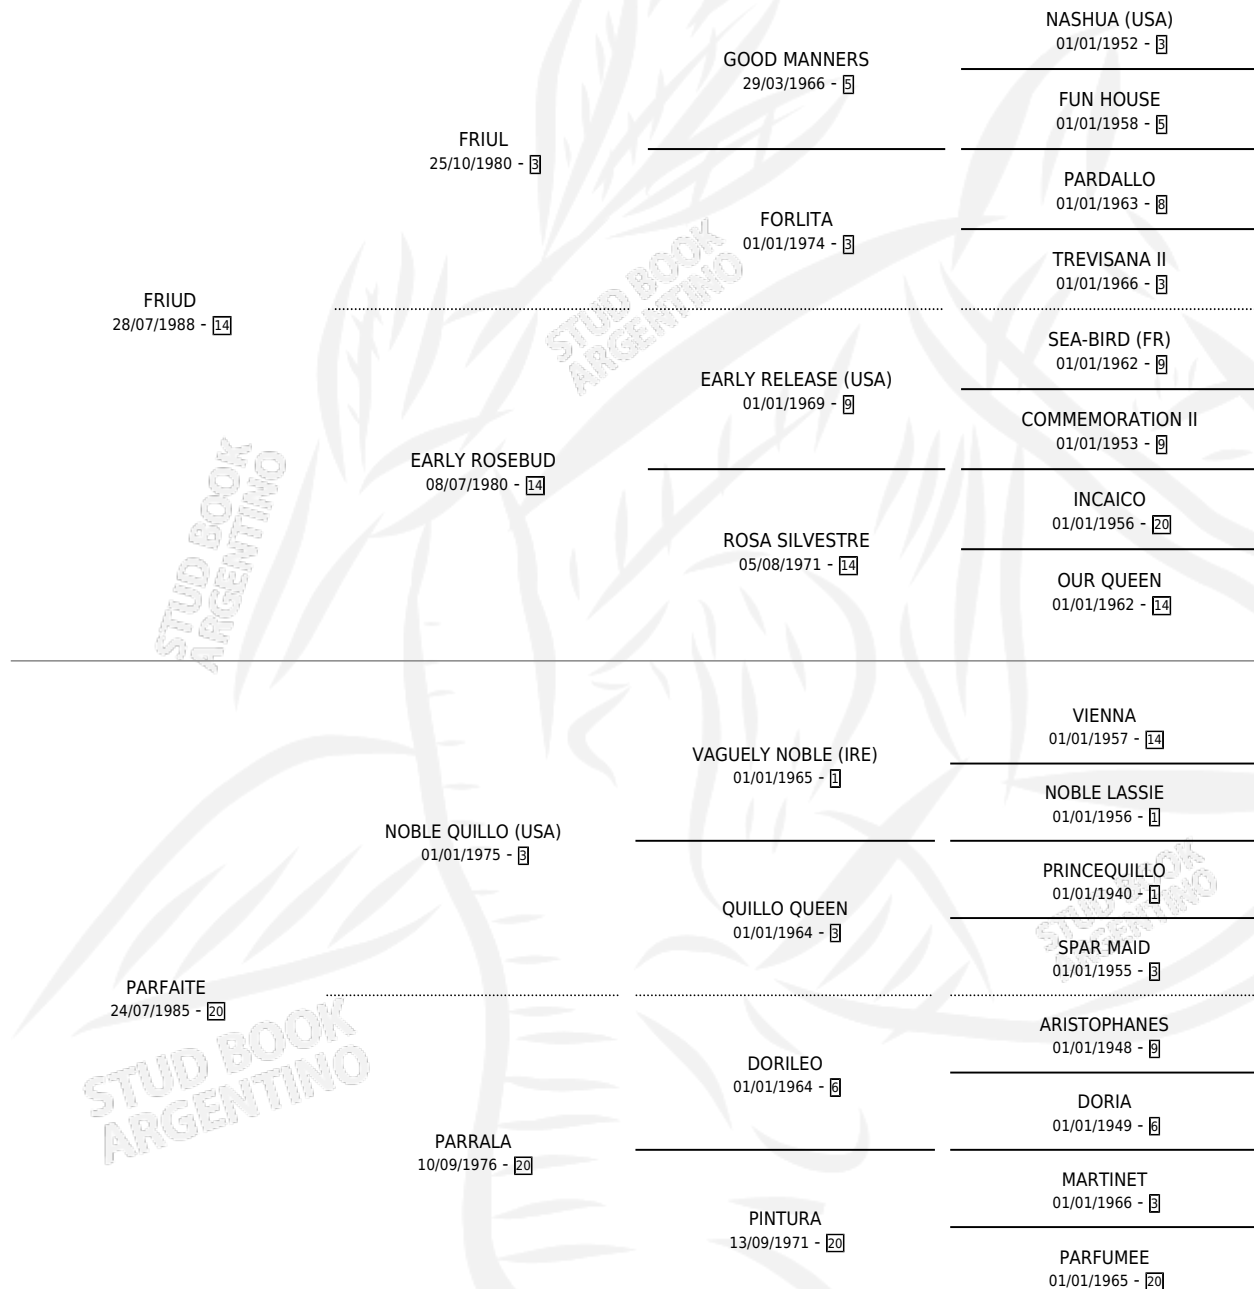 NASHUA (USA)
01/01/1952 - 3
GOOD MANNERS
29/03/1966 - 5
FUN HOUSE
01/01/1958 - 5
FRIUL
25/10/1980 - 3
PARDALLO
01/01/1963 - 8
FORLITA
01/01/1974 - 3
TREVISANA II
01/01/1966 - 3
FRIUD
28/07/1988 - 14
SEA-BIRD (FR)
01/01/1962 - 9
EARLY RELEASE (USA)
01/01/1969 - 9
COMMEMORATION II
01/01/1953 - 9
EARLY ROSEBUD
08/07/1980 - 14
INCAICO
01/01/1956 - 20
ROSA SILVESTRE
05/08/1971 - 14
OUR QUEEN
01/01/1962 - 14
VIENNA
01/01/1957 - 14
VAGUELY NOBLE (IRE)
01/01/1965 - 1
NOBLE LASSIE
01/01/1956 - 1
NOBLE QUILLO (USA)
01/01/1975 - 3
PRINCEQUILLO
01/01/1940 - 1
QUILLO QUEEN
01/01/1964 - 3
SPAR MAID
01/01/1955 - 3
PARFAITE
24/07/1985 - 20
ARISTOPHANES
01/01/1948 - 9
DORILEO
01/01/1964 - 6
DORIA
01/01/1949 - 6
PARRALA
10/09/1976 - 20
MARTINET
01/01/1966 - 3
PINTURA
13/09/1971 - 20
PARFUMEE
01/01/1965 - 20
STUD BOOK
ARGENTINO
STUD BOOK
ARGENTINO
STUD BOOK
ARGENTINO
STUD BOOK
ARGENTINO